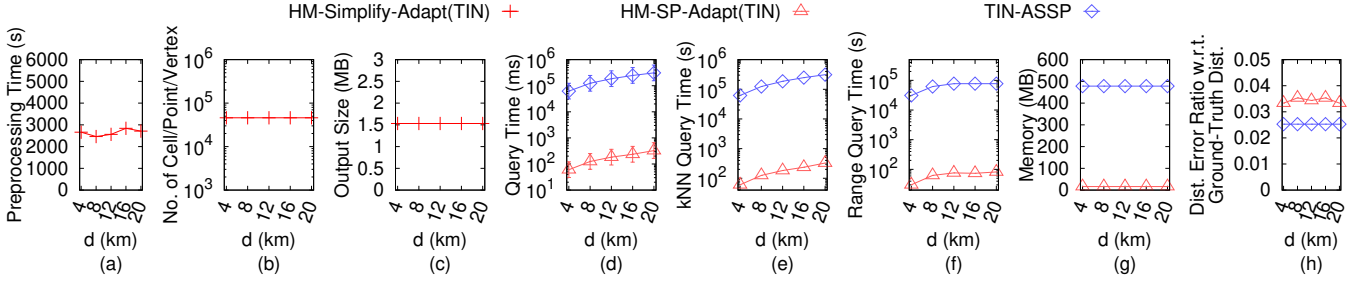 HM-Simplify-Adapt(TIN) HM-SP-Adapt(TIN) TIN-ASSP
Preprocessing Time (s)
6000
5000
4000
3000
2000
1000
0
4 8 12 16 20
d (km)
(a)
No. of Cell/Point/Vertex
10^6
10^5
10^4
10^3
4 8 12 16 20
d (km)
(b)
Output Size (MB)
3
2.5
2
1.5
1
0.5
0
4 8 12 16 20
d (km)
(c)
Query Time (ms)
10^6
10^5
10^4
10^3
10^2
10^1
4 8 12 16 20
d (km)
(d)
kNN Query Time (s)
10^6
10^5
10^4
10^3
10^2
4 8 12 16 20
d (km)
(e)
Range Query Time (s)
10^5
10^4
10^3
10^2
4 8 12 16 20
d (km)
(f)
Memory (MB)
600
500
400
300
200
100
0
4 8 12 16 20
d (km)
(g)
Dist. Error Ratio w.r.t.
Ground-Truth Dist.
0.05
0.04
0.03
0.02
0.01
0
4 8 12 16 20
d (km)
(h)